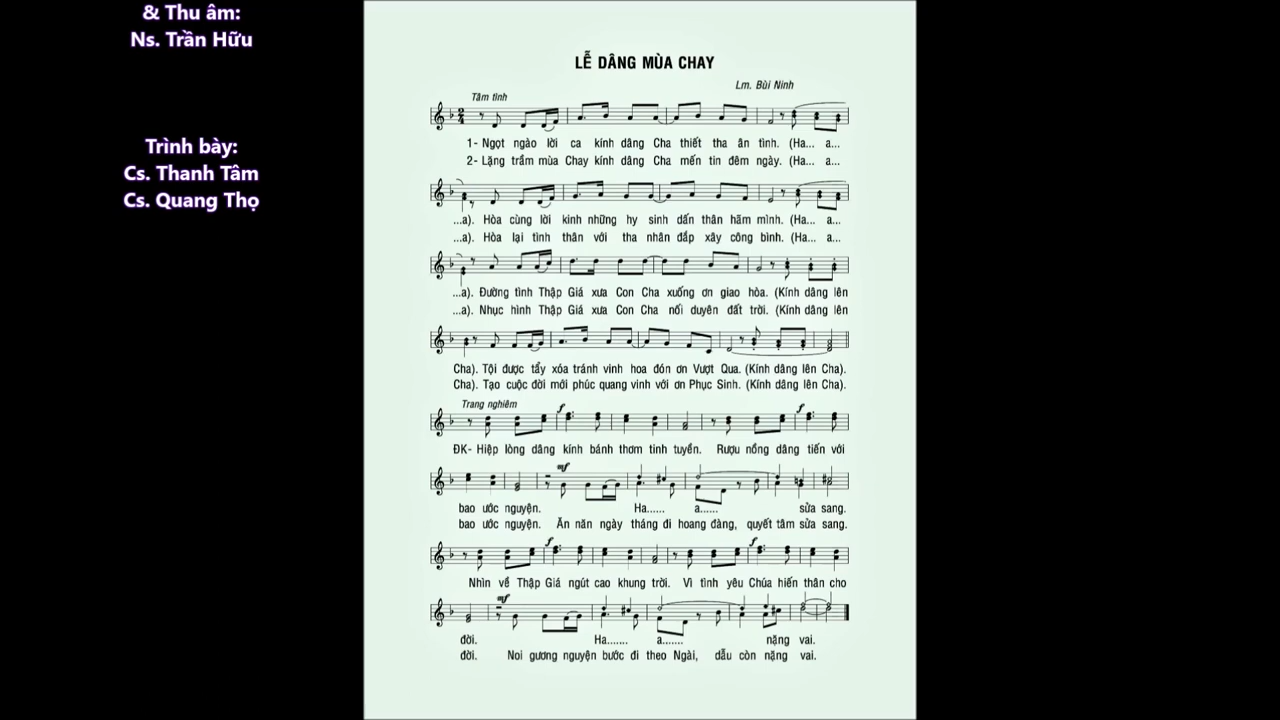 & Thu âm:
Ns. Trần Hữu
Trình bày:
Cs. Thanh Tâm
Cs. Quang Thọ
LỄ DÂNG MÙA CHAY
Lm. Bùi Ninh
Tâm tình
1- Ngọt ngào lời ca kính dâng Cha thiết tha ân tình. (Ha... a...
2- Lặng trầm mùa Chay kính dâng Cha mến tin đêm ngày. (Ha... a...
...a). Hòa cùng lời kinh những hy sinh dấn thân hãm mình. (Ha... a...
...a). Hòa lại tình thân với tha nhân đắp xây công bình. (Ha... a...
...a). Đường tình Thập Giá xưa Con Cha xuống ơn giao hòa. (Kính dâng lên
...a). Nhục hình Thập Giá xưa Con Cha nối duyên đất trời. (Kính dâng lên
Cha). Tội được tẩy xóa tránh vinh hoa đón ơn Vượt Qua. (Kính dâng lên Cha).
Cha). Tạo cuộc đời mới phúc quang vinh với ơn Phục Sinh. (Kính dâng lên Cha).
Trang nghiêm
f f
ĐK- Hiệp lòng dâng kính bánh thơm tinh tuyền. Rượu nồng dâng tiến với
mf
bao ước nguyện. Ha...... a...... sửa sang.
bao ước nguyện. Ăn năn ngày tháng đi hoang đàng, quyết tâm sửa sang.
f f
Nhìn về Thập Giá ngút cao khung trời. Vì tình yêu Chúa hiến thân cho
mf
đời. Ha....... a....... nặng vai.
đời. Noi gương nguyện bước đi theo Ngài, dẫu còn nặng vai.